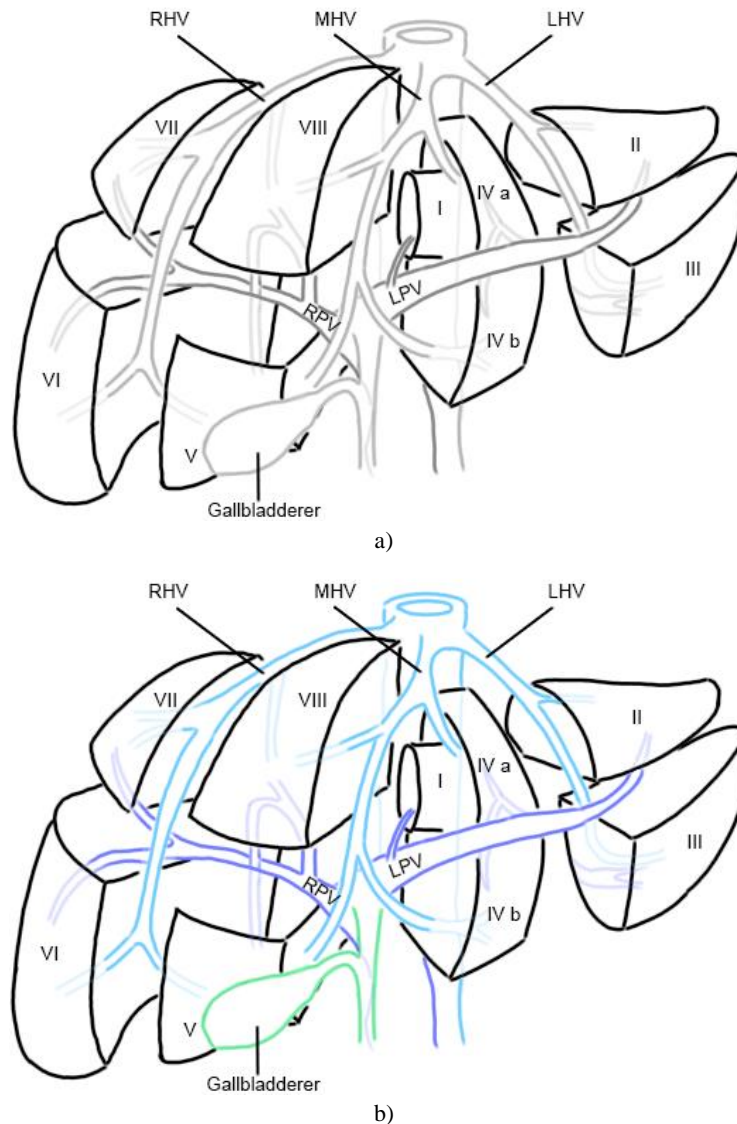 RHV MHV LHV
VII VIII II
I IV a
III
RPV LPV
IV b
VI
V
Gallbladderer
a)
RHV MHV LHV
VII VIII II
I IV a
III
RPV LPV
IV b
VI
V
Gallbladderer
b)